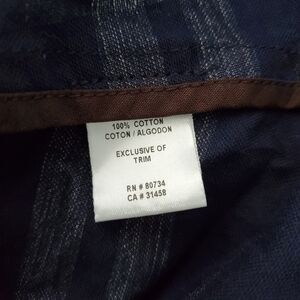 100% COTTON
COTON / ALGODON
EXCLUSIVE OF
TRIM
RN # 80734
CA # 31458